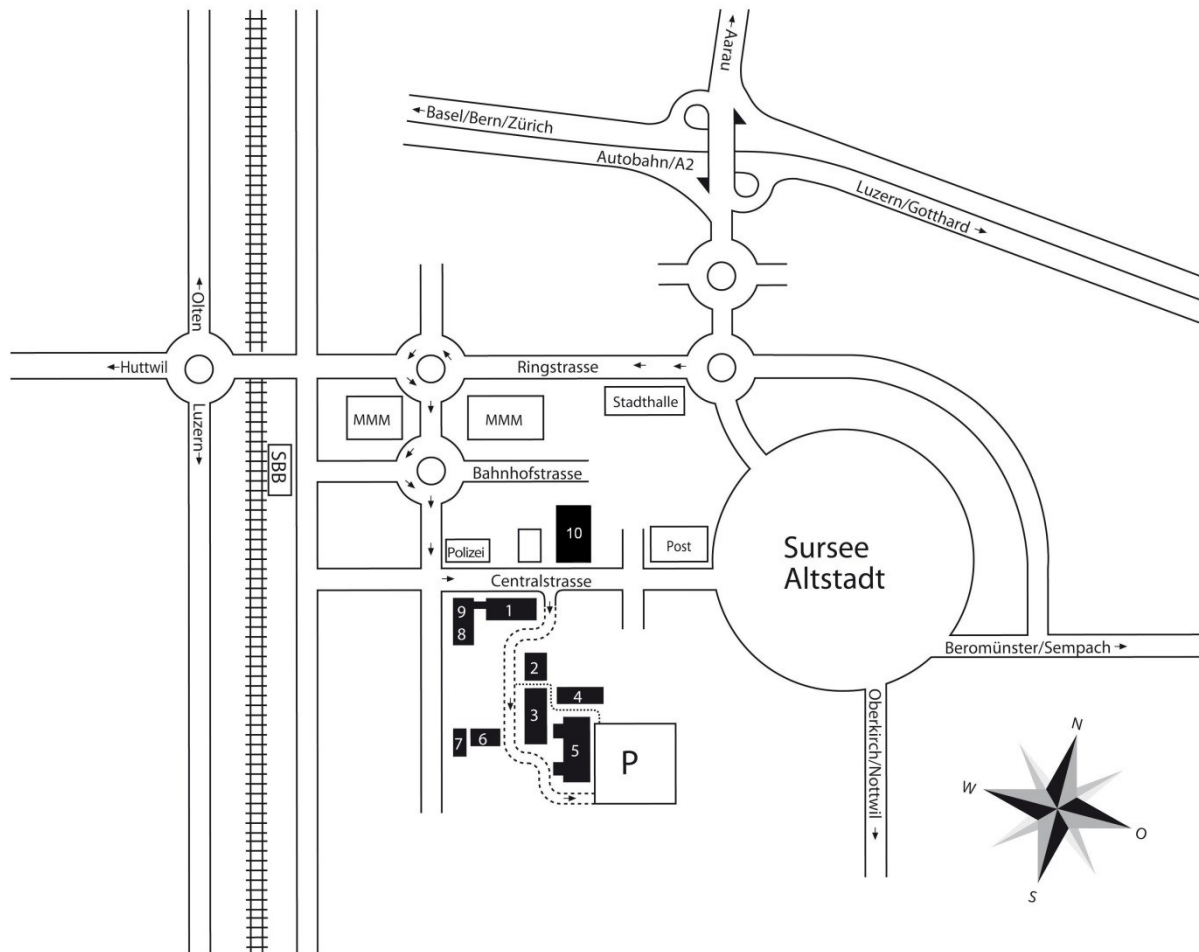 ←Aarau
←Basel/Bern/Zürich
Autobahn/A2
Luzern/Gotthard →
←Olten
←Huttwil
Luzern→
Ringstrasse
Stadthalle
MMM
MMM
SBB
Bahnhofstrasse
10
Polizei
Post
Sursee
Altstadt
Centralstrasse
9
1
8
2
4
3
5
7
6
P
Beromünster/Sempach →
Oberkirch/Nottwil →
N
W
O
S